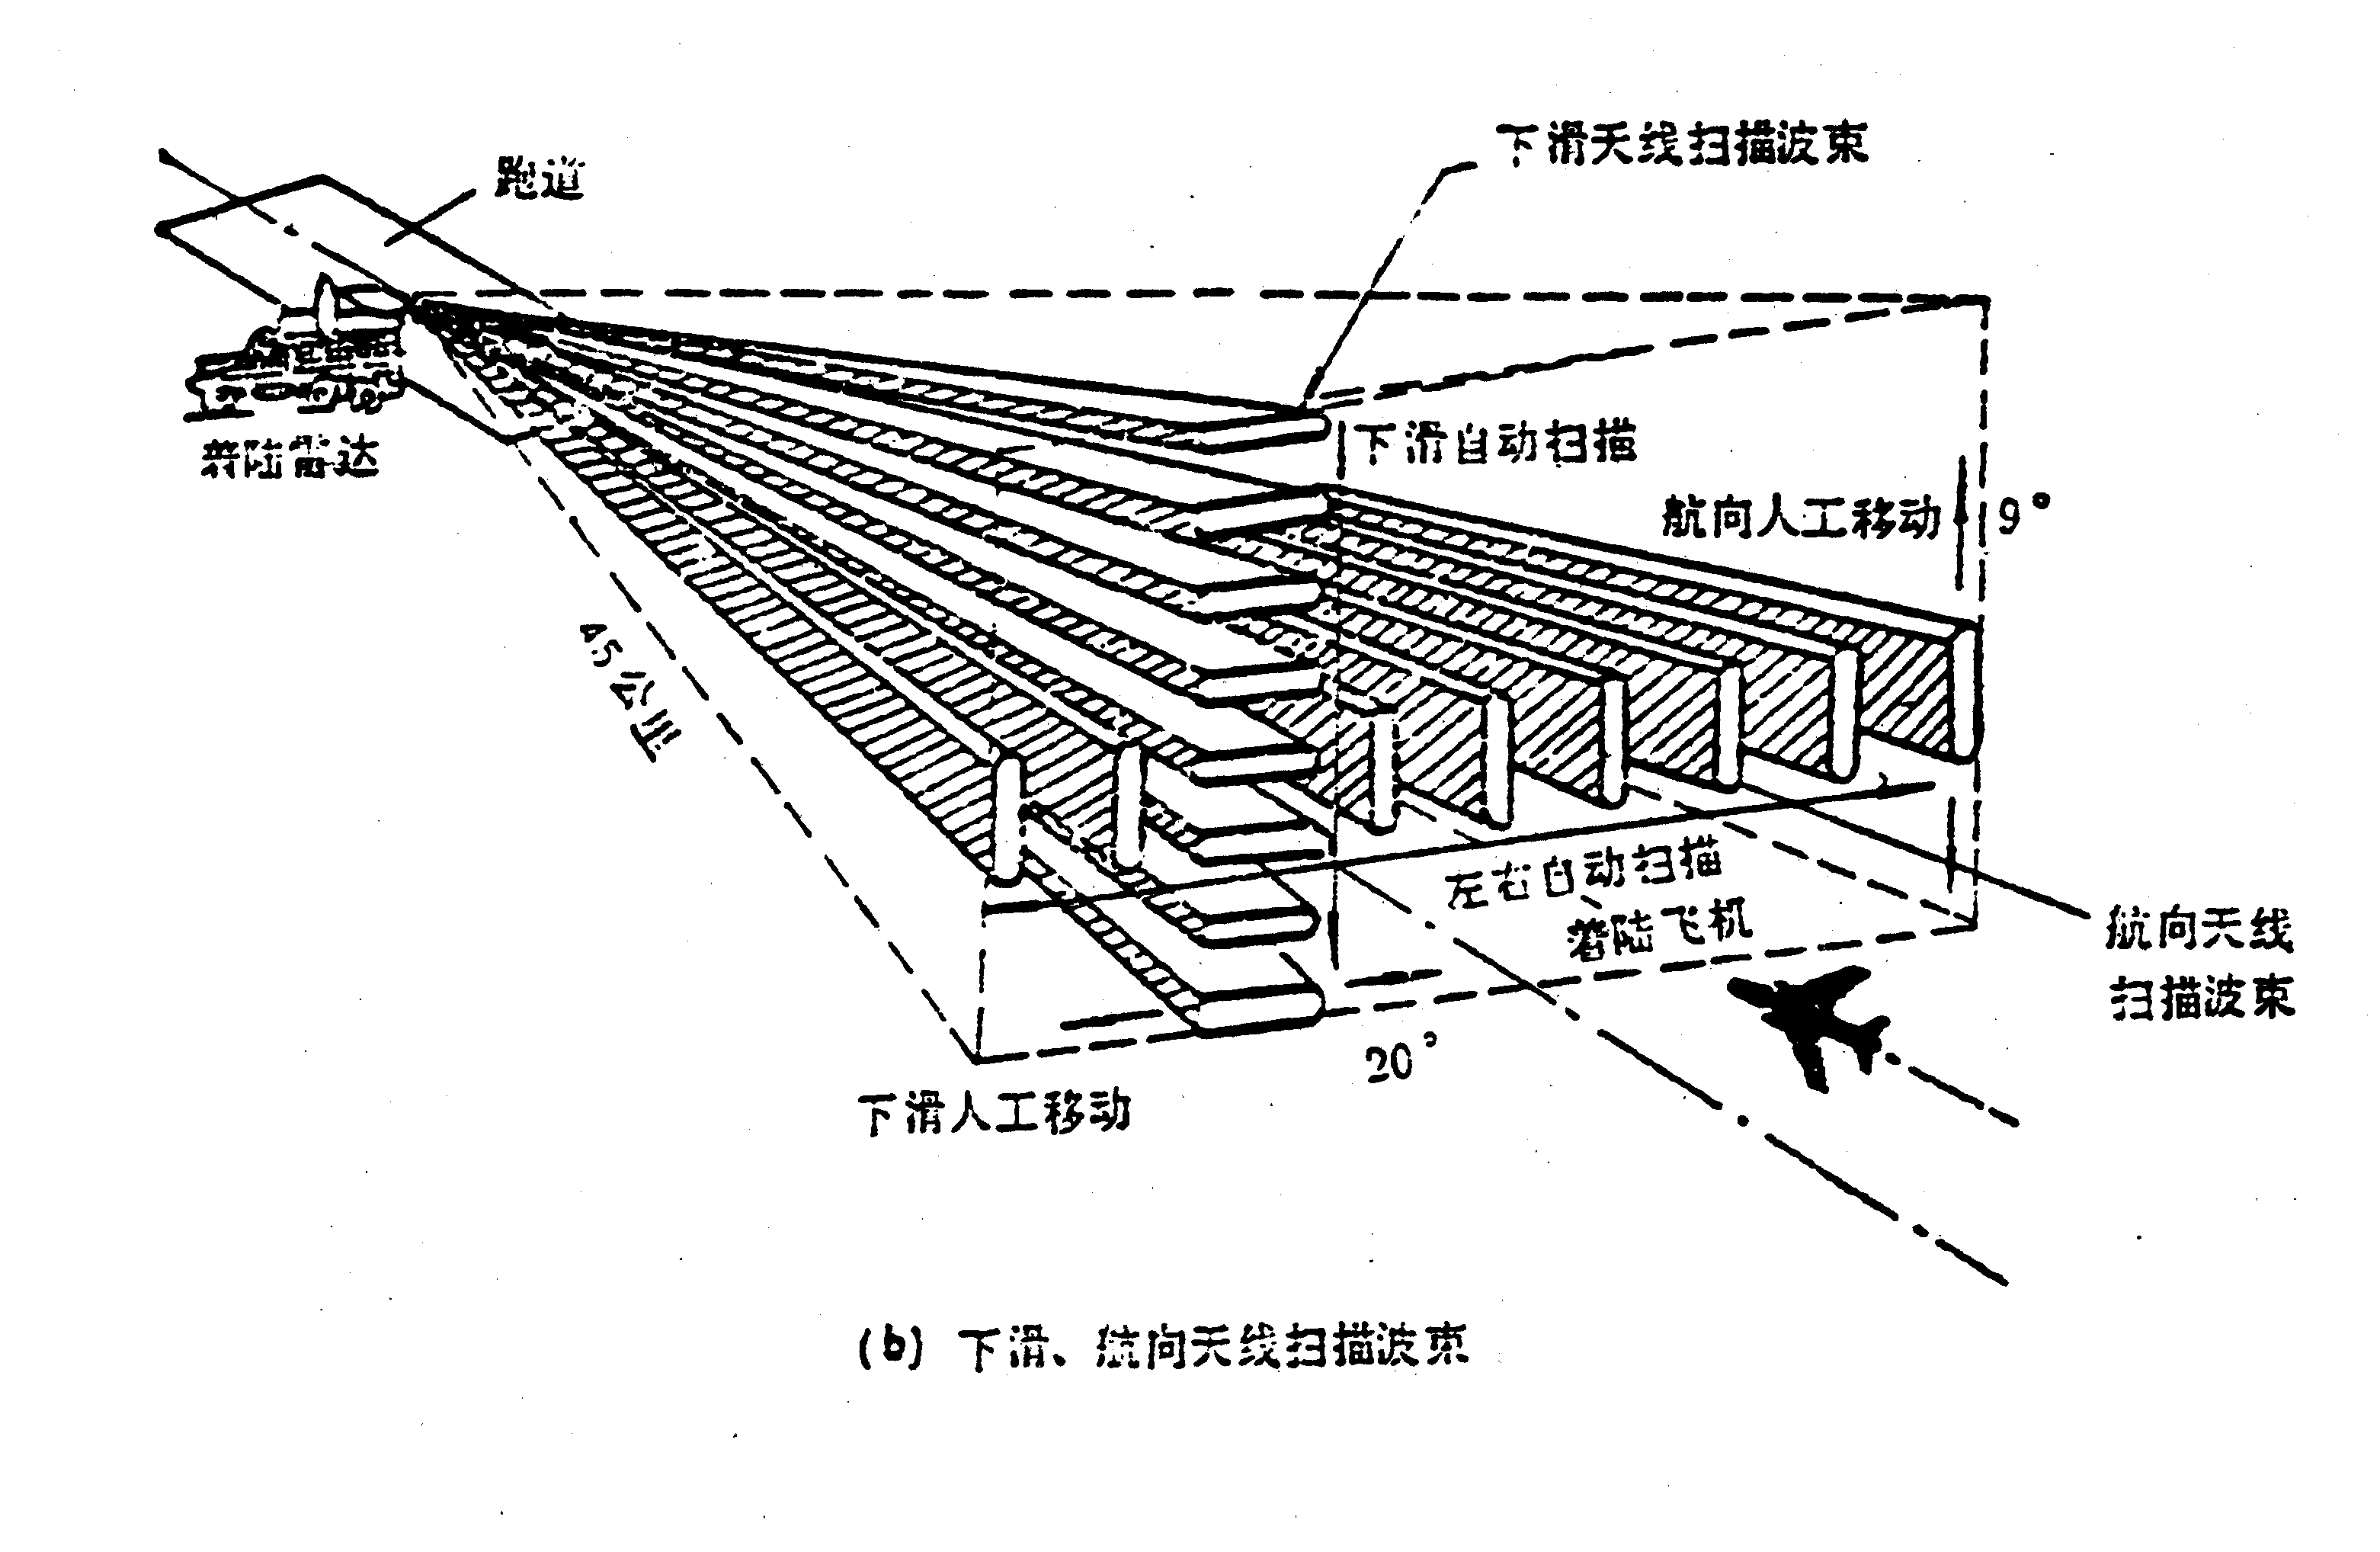 下滑天线扫描波束
跑道
下滑自动扫描
着陆雷达
航向人工移动
9°
45公里
左右自动扫描
着陆飞机
航向天线
扫描波束
20°
下滑人工移动
(b) 下滑、航向天线扫描波束